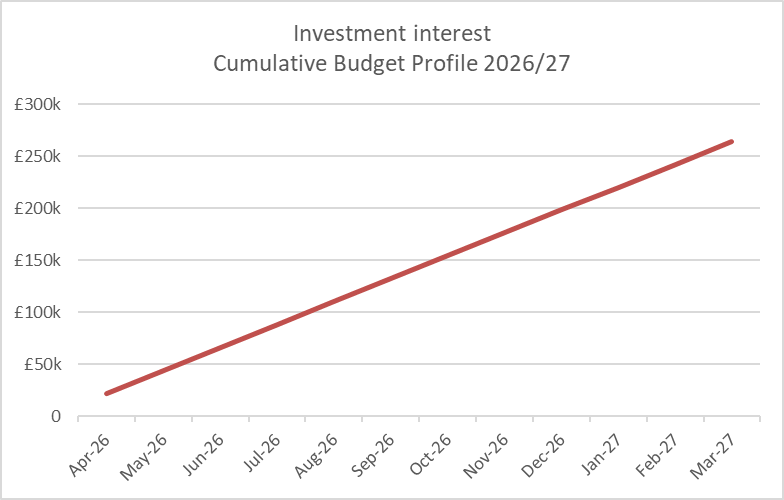 Investment interest
Cumulative Budget Profile 2026/27
£300k
£250k
£200k
£150k
£100k
£50k
0
Apr-26
May-26
Jun-26
Jul-26
Aug-26
Sep-26
Oct-26
Nov-26
Dec-26
Jan-27
Feb-27
Mar-27